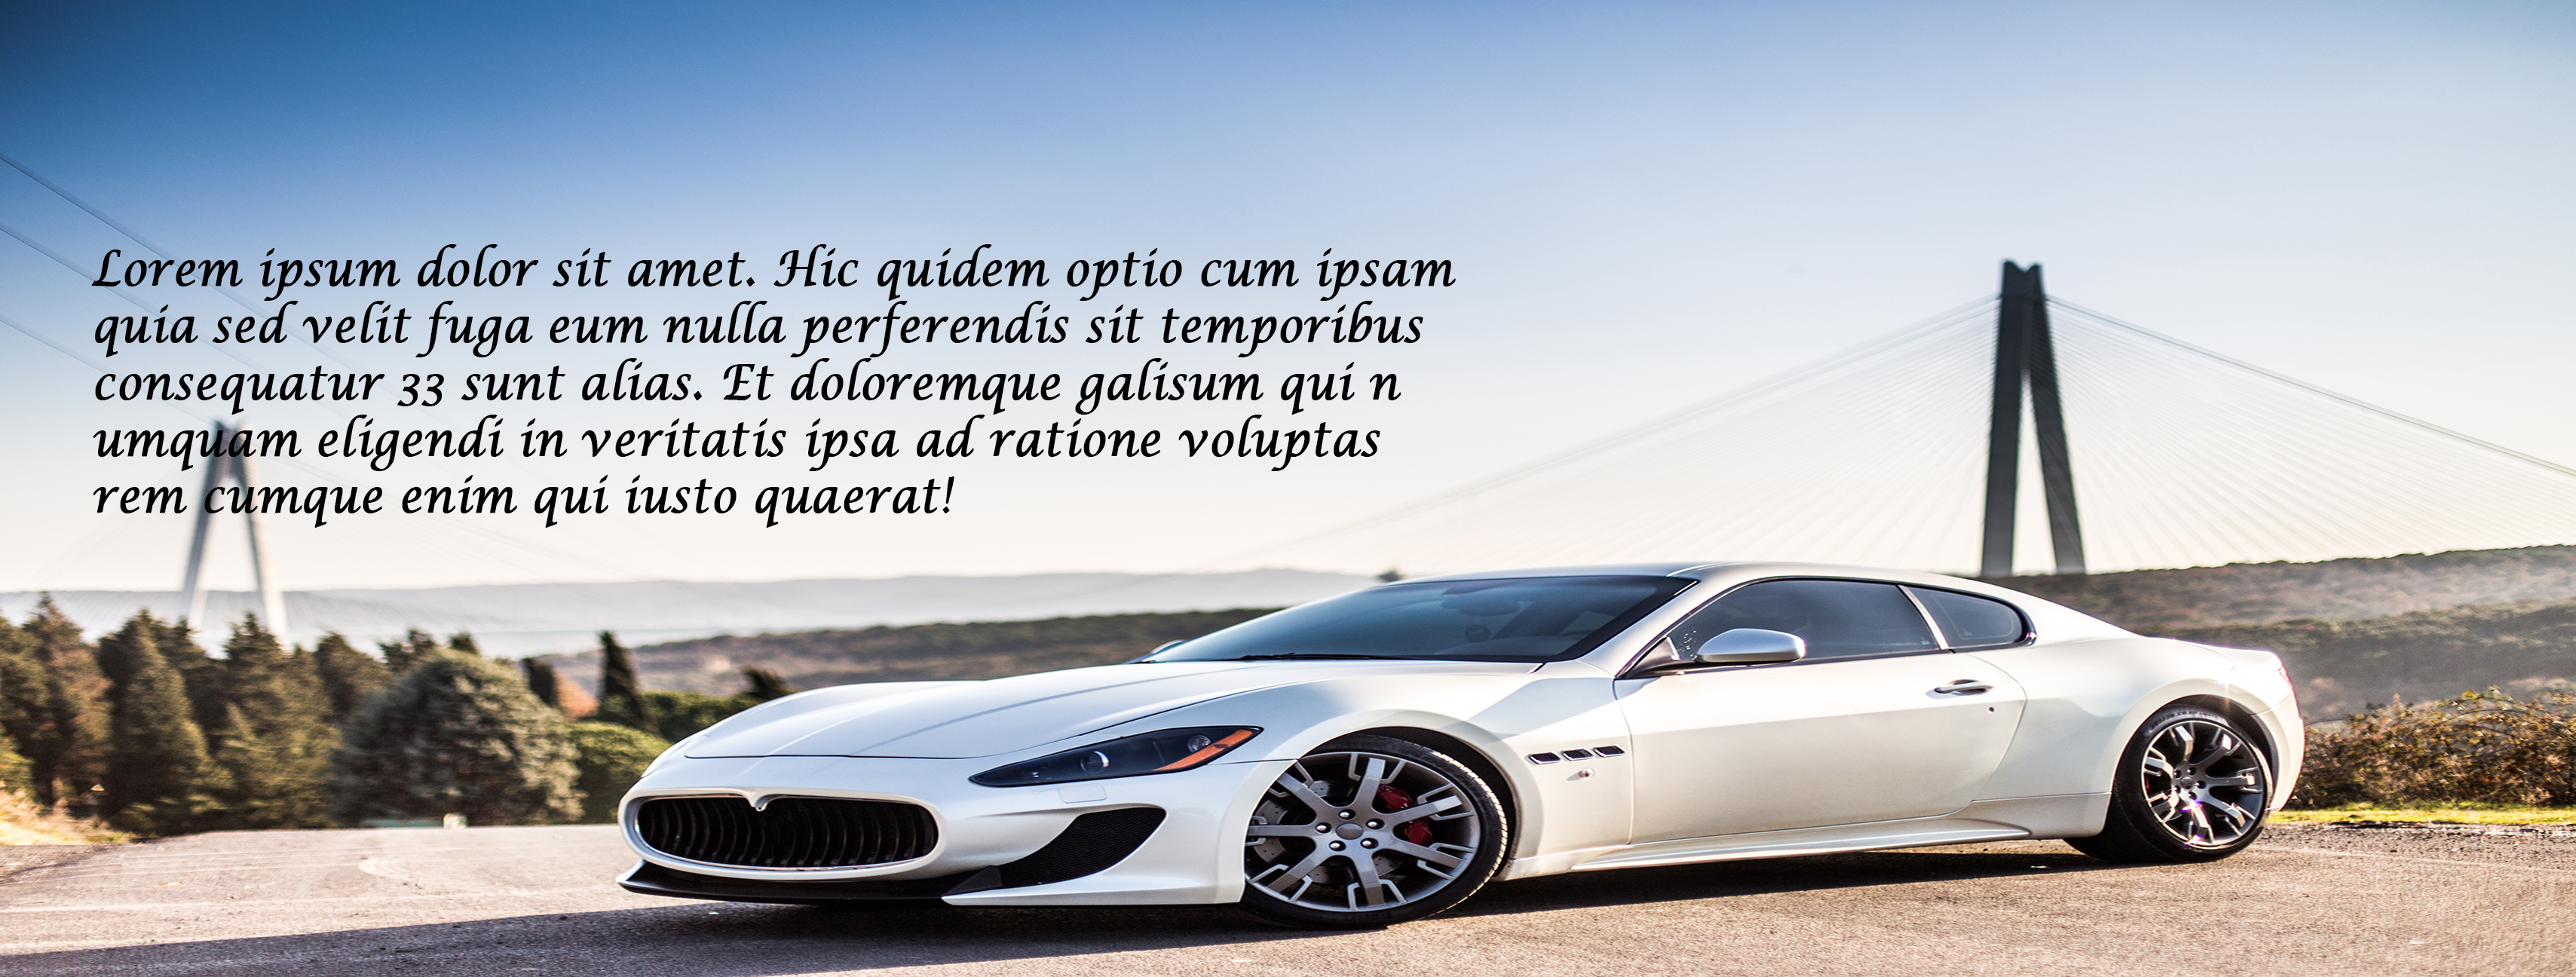 Lorem ipsum dolor sit amet. Hic quidem optio cum ipsam
quia sed velit fuga eum nulla perferendis sit temporibus
consequatur 33 sunt alias. Et doloremque galisum qui n
umquam eligendi in veritatis ipsa ad ratione voluptas
rem cumque enim qui iusto quaerat!